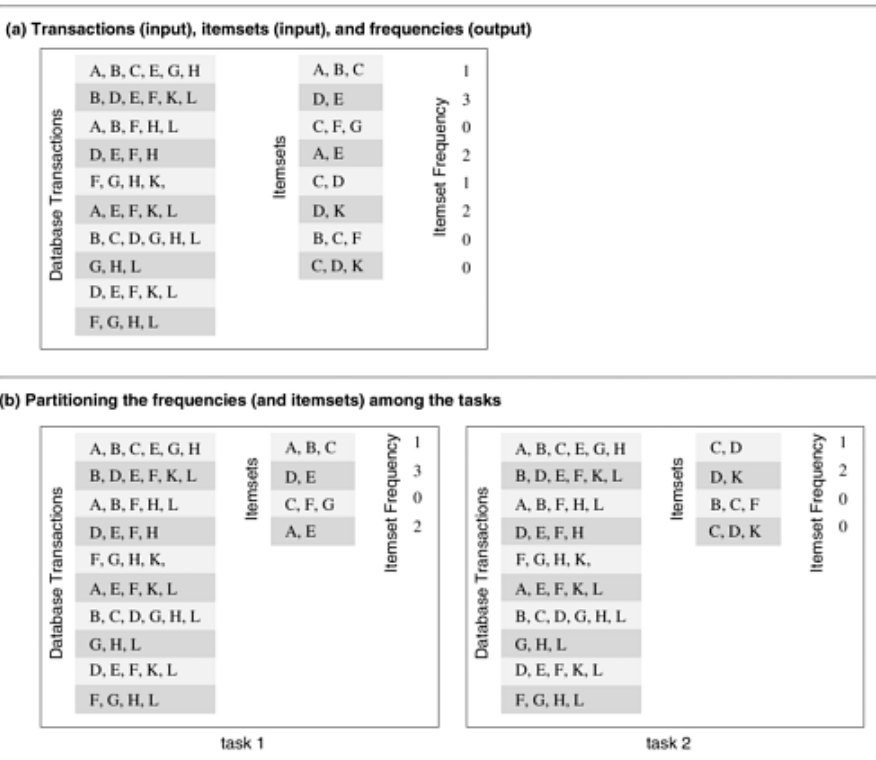 (a) Transactions (input), itemsets (input), and frequencies (output)
Database Transactions
A, B, C, E, G, H
B, D, E, F, K, L
A, B, F, H, L
D, E, F, H
F, G, H, K,
A, E, F, K, L
B, C, D, G, H, L
G, H, L
D, E, F, K, L
F, G, H, L
Itemsets
A, B, C
D, E
C, F, G
A, E
C, D
D, K
B, C, F
C, D, K
Itemset Frequency
1
3
0
2
1
2
0
0
(b) Partitioning the frequencies (and itemsets) among the tasks
Database Transactions
A, B, C, E, G, H
B, D, E, F, K, L
A, B, F, H, L
D, E, F, H
F, G, H, K,
A, E, F, K, L
B, C, D, G, H, L
G, H, L
D, E, F, K, L
F, G, H, L
Itemsets
A, B, C
D, E
C, F, G
A, E
Itemset Frequency
1
3
0
2
task 1
Database Transactions
A, B, C, E, G, H
B, D, E, F, K, L
A, B, F, H, L
D, E, F, H
F, G, H, K,
A, E, F, K, L
B, C, D, G, H, L
G, H, L
D, E, F, K, L
F, G, H, L
Itemsets
C, D
D, K
B, C, F
C, D, K
Itemset Frequency
1
2
0
0
task 2